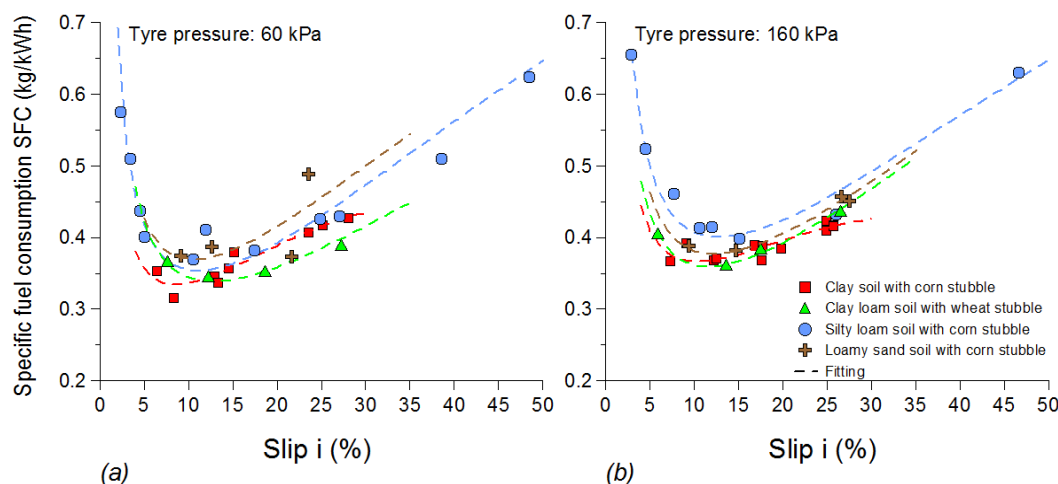 Specific fuel consumption SFC (kg/kWh)
0.7
0.6
0.5
0.4
0.3
0.2
Tyre pressure: 60 kPa
0 5 10 15 20 25 30 35 40 45 50
Slip i (%)
(a)
0.7
0.6
0.5
0.4
0.3
0.2
Tyre pressure: 160 kPa
Clay soil with corn stubble
Clay loam soil with wheat stubble
Silty loam soil with corn stubble
Loamy sand soil with corn stubble
Fitting
0 5 10 15 20 25 30 35 40 45 50
Slip i (%)
(b)